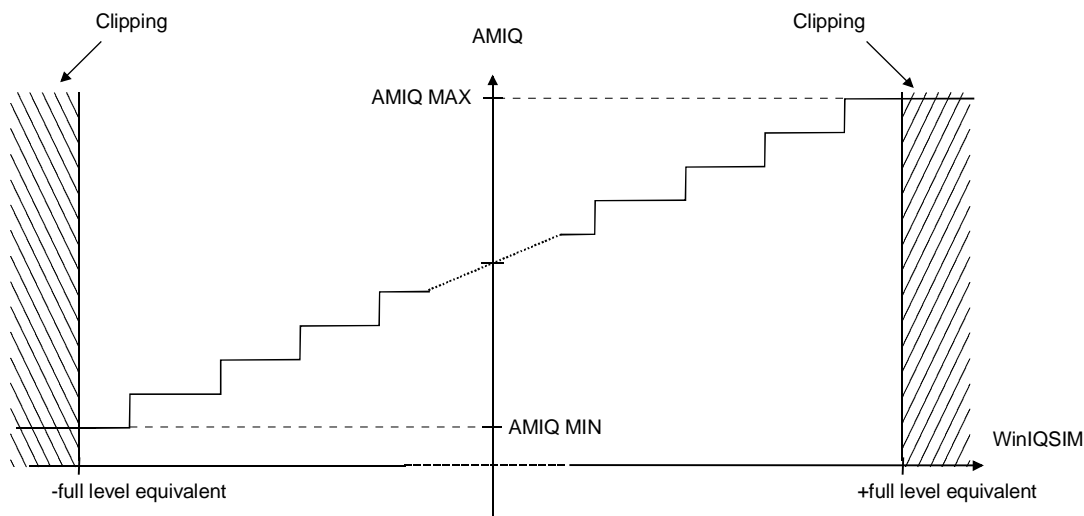 Clipping
AMIQ
Clipping
AMIQ MAX
AMIQ MIN
WinIQSIM
-full level equivalent
+full level equivalent